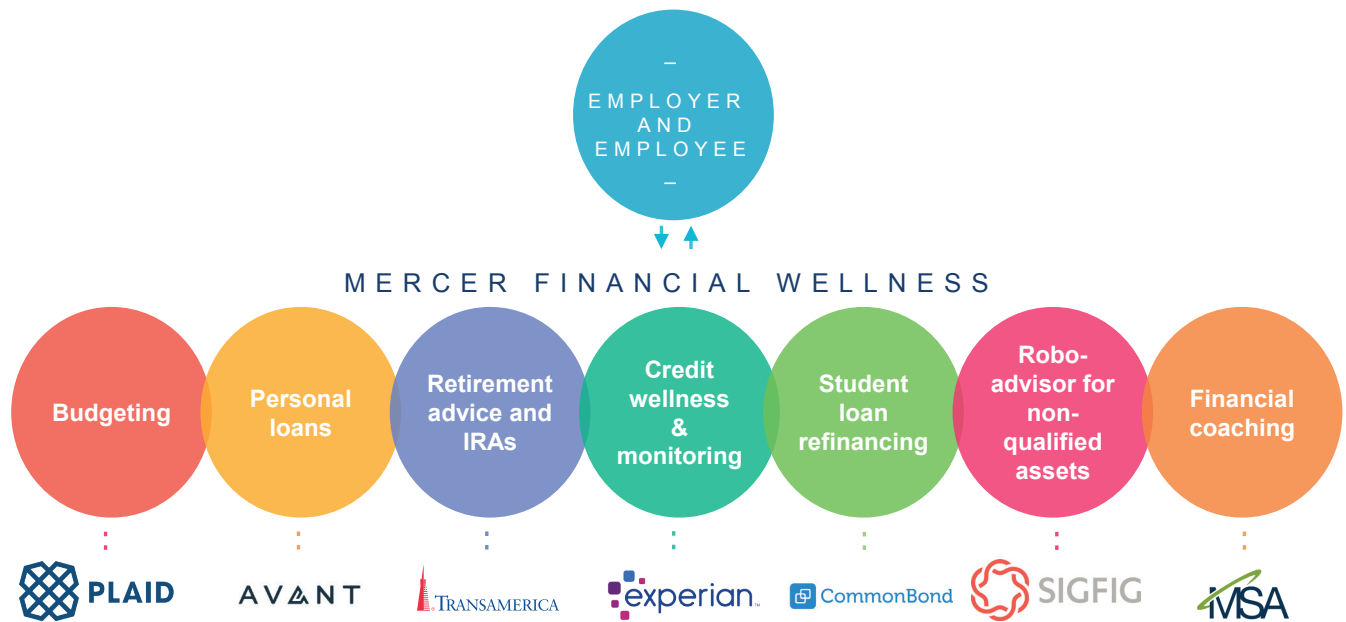 –
EMPLOYER
AND
EMPLOYEE
–
MERCER FINANCIAL WELLNESS
Budgeting
Personal
loans
Retirement
advice and
IRAs
Credit
wellness
&
monitoring
Student
loan
refinancing
Robo-
advisor for
non-
qualified
assets
Financial
coaching
PLAID
AVANT
TRANSAMERICA
experian™
CommonBond
SIGFIG
MSA